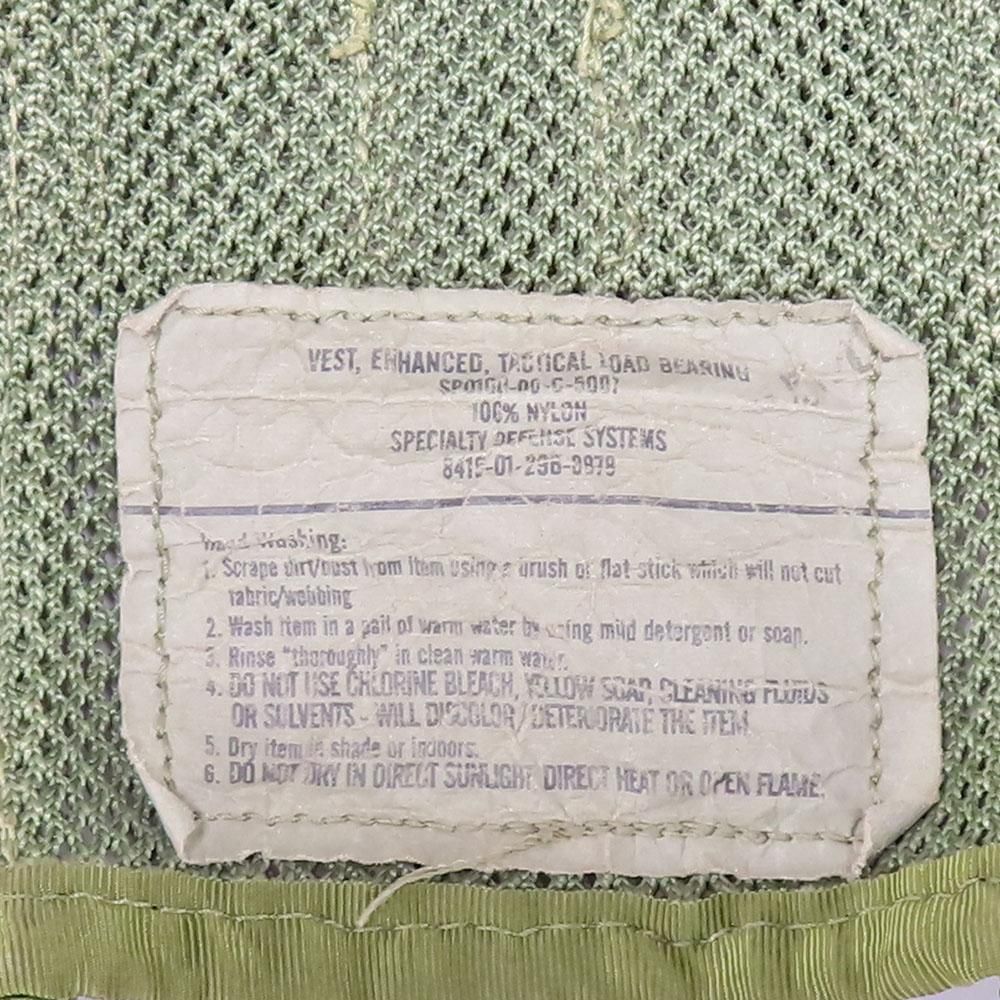 VEST, ENHANCED, TACTICAL LOAD BEARING
100% NYLON
SPECIALTY DEFENSE SYSTEMS
Hand Washing:
1. Scrape dirt/dust from item using a brush or flat stick which will not cut
fabric/webbing
2. Wash item in a pail of warm water by using mild detergent or soap.
3. Rinse "thoroughly" in clean warm water.
4. DO NOT USE CHLORINE BLEACH, YELLOW SOAP, CLEANING FLUIDS
OR SOLVENTS - WILL DISCOLOR/DETERIORATE THE ITEM.
5. Dry item in shade or indoors.
6. DO NOT DRY IN DIRECT SUNLIGHT, DIRECT HEAT OR OPEN FLAME.